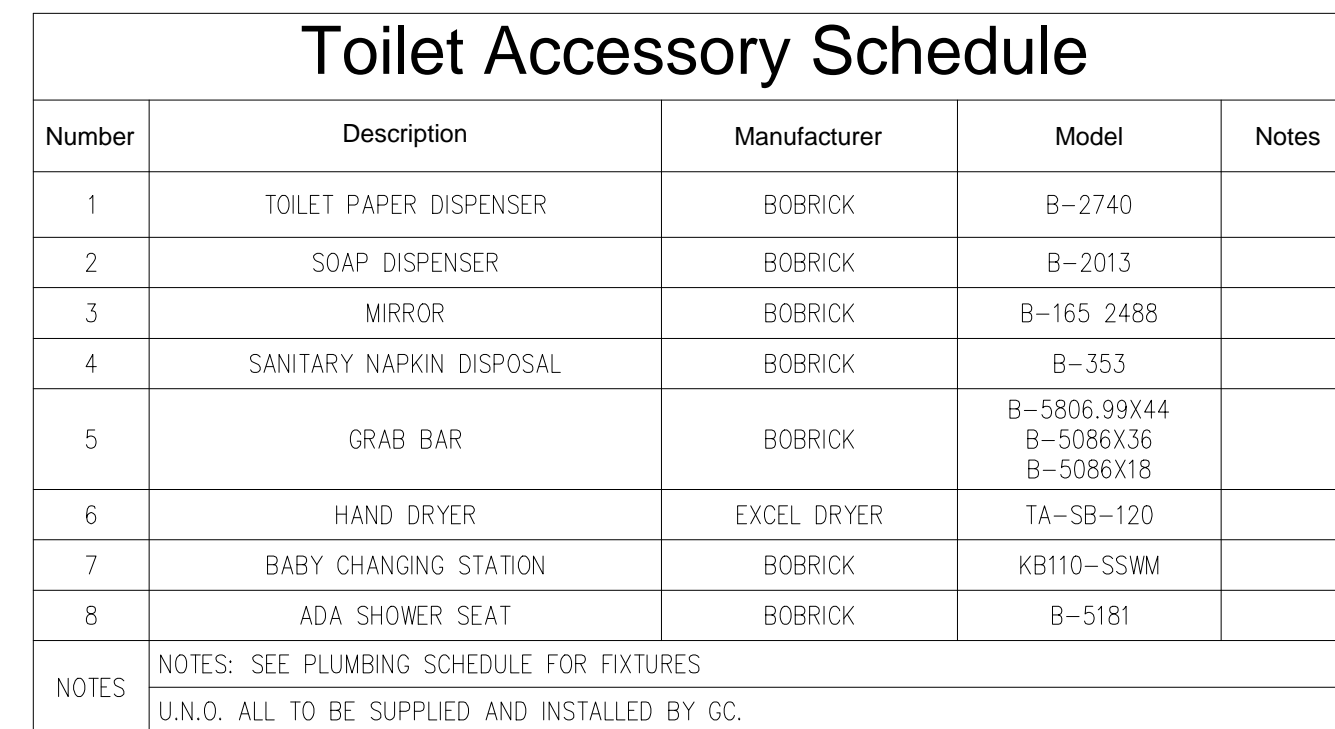 Toilet Accessory Schedule
Number Description Manufacturer Model Notes
1 TOILET PAPER DISPENSER BOBRICK B-2740
2 SOAP DISPENSER BOBRICK B-2013
3 MIRROR BOBRICK B-165 2488
4 SANITARY NAPKIN DISPOSAL BOBRICK B-353
5 GRAB BAR BOBRICK B-5806.99X44
B-5086X36
B-5086X18
6 HAND DRYER EXCEL DRYER TA-SB-120
7 BABY CHANGING STATION BOBRICK KB110-SSWM
8 ADA SHOWER SEAT BOBRICK B-5181
NOTES NOTES: SEE PLUMBING SCHEDULE FOR FIXTURES
U.N.O. ALL TO BE SUPPLIED AND INSTALLED BY GC.